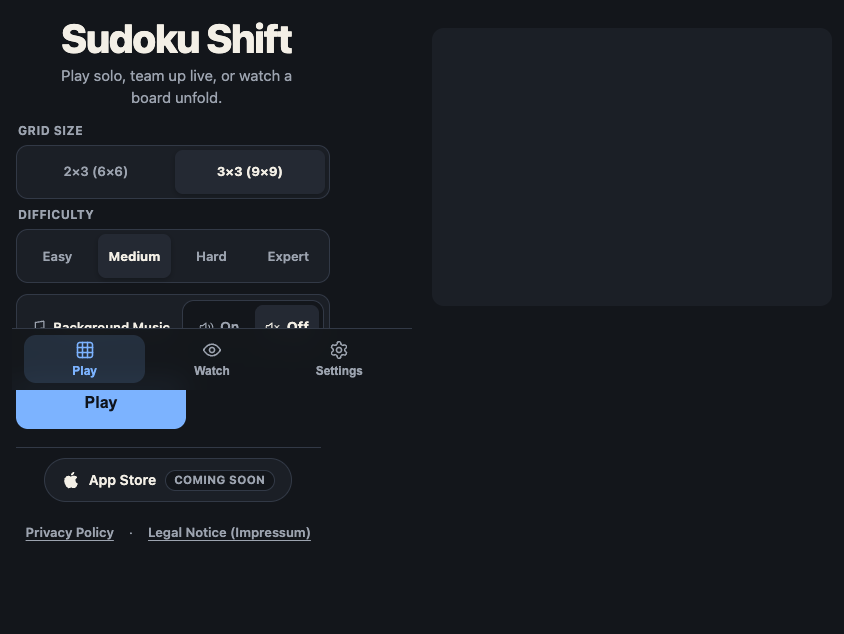 Sudoku Shift
Play solo, team up live, or watch a
board unfold.
GRID SIZE
2×3 (6×6) 3×3 (9×9)
DIFFICULTY
Easy Medium Hard Expert
Background Music On Off
Play Watch Settings
Play
App Store COMING SOON
Privacy Policy · Legal Notice (Impressum)